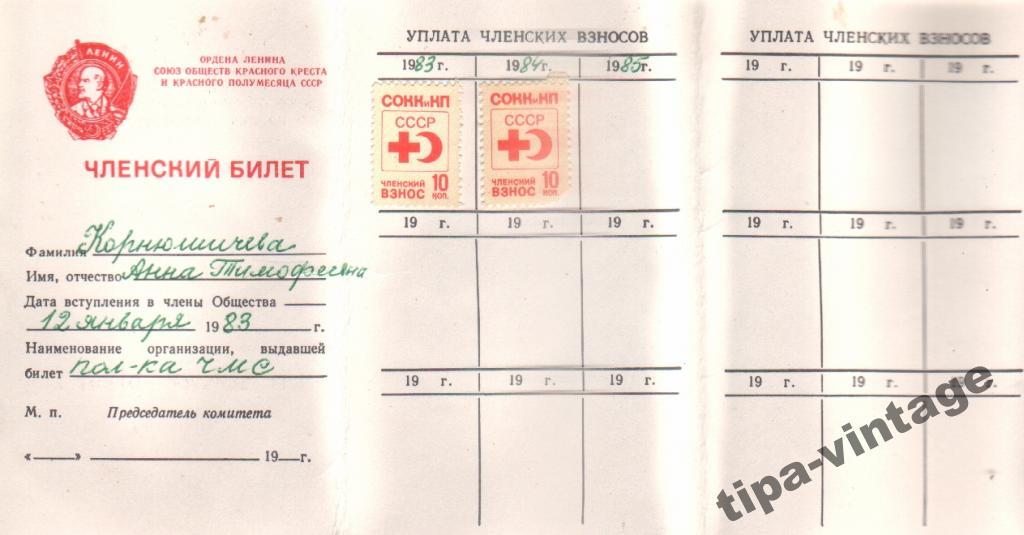 ЛЕНИН
ОРДЕНА ЛЕНИНА
СОЮЗ ОБЩЕСТВ КРАСНОГО КРЕСТА
И КРАСНОГО ПОЛУМЕСЯЦА СССР
ЧЛЕНСКИЙ БИЛЕТ
Фамилия Корнюшичева
Имя, отчество Анна Тимофеевна
Дата вступления в члены Общества
12 января 1983 г.
Наименование организации, выдавшей
билет пол-ка ЧМС
М. п. Председатель комитета
« » 19 г.
УПЛАТА ЧЛЕНСКИХ ВЗНОСОВ
1983 г. 1984 г. 1985 г.
СОКК и КП
СССР
ЧЛЕНСКИЙ
ВЗНОС 10 КОП.
СОКК и КП
СССР
ЧЛЕНСКИЙ
ВЗНОС 10 КОП.
19 г. 19 г. 19 г.
19 г. 19 г. 19 г.
УПЛАТА ЧЛЕНСКИХ ВЗНОСОВ
19 г. 19 г. 19 г.
19 г. 19 г. 19 г.
19 г. 19 г. 19 г.
tipa-vintage